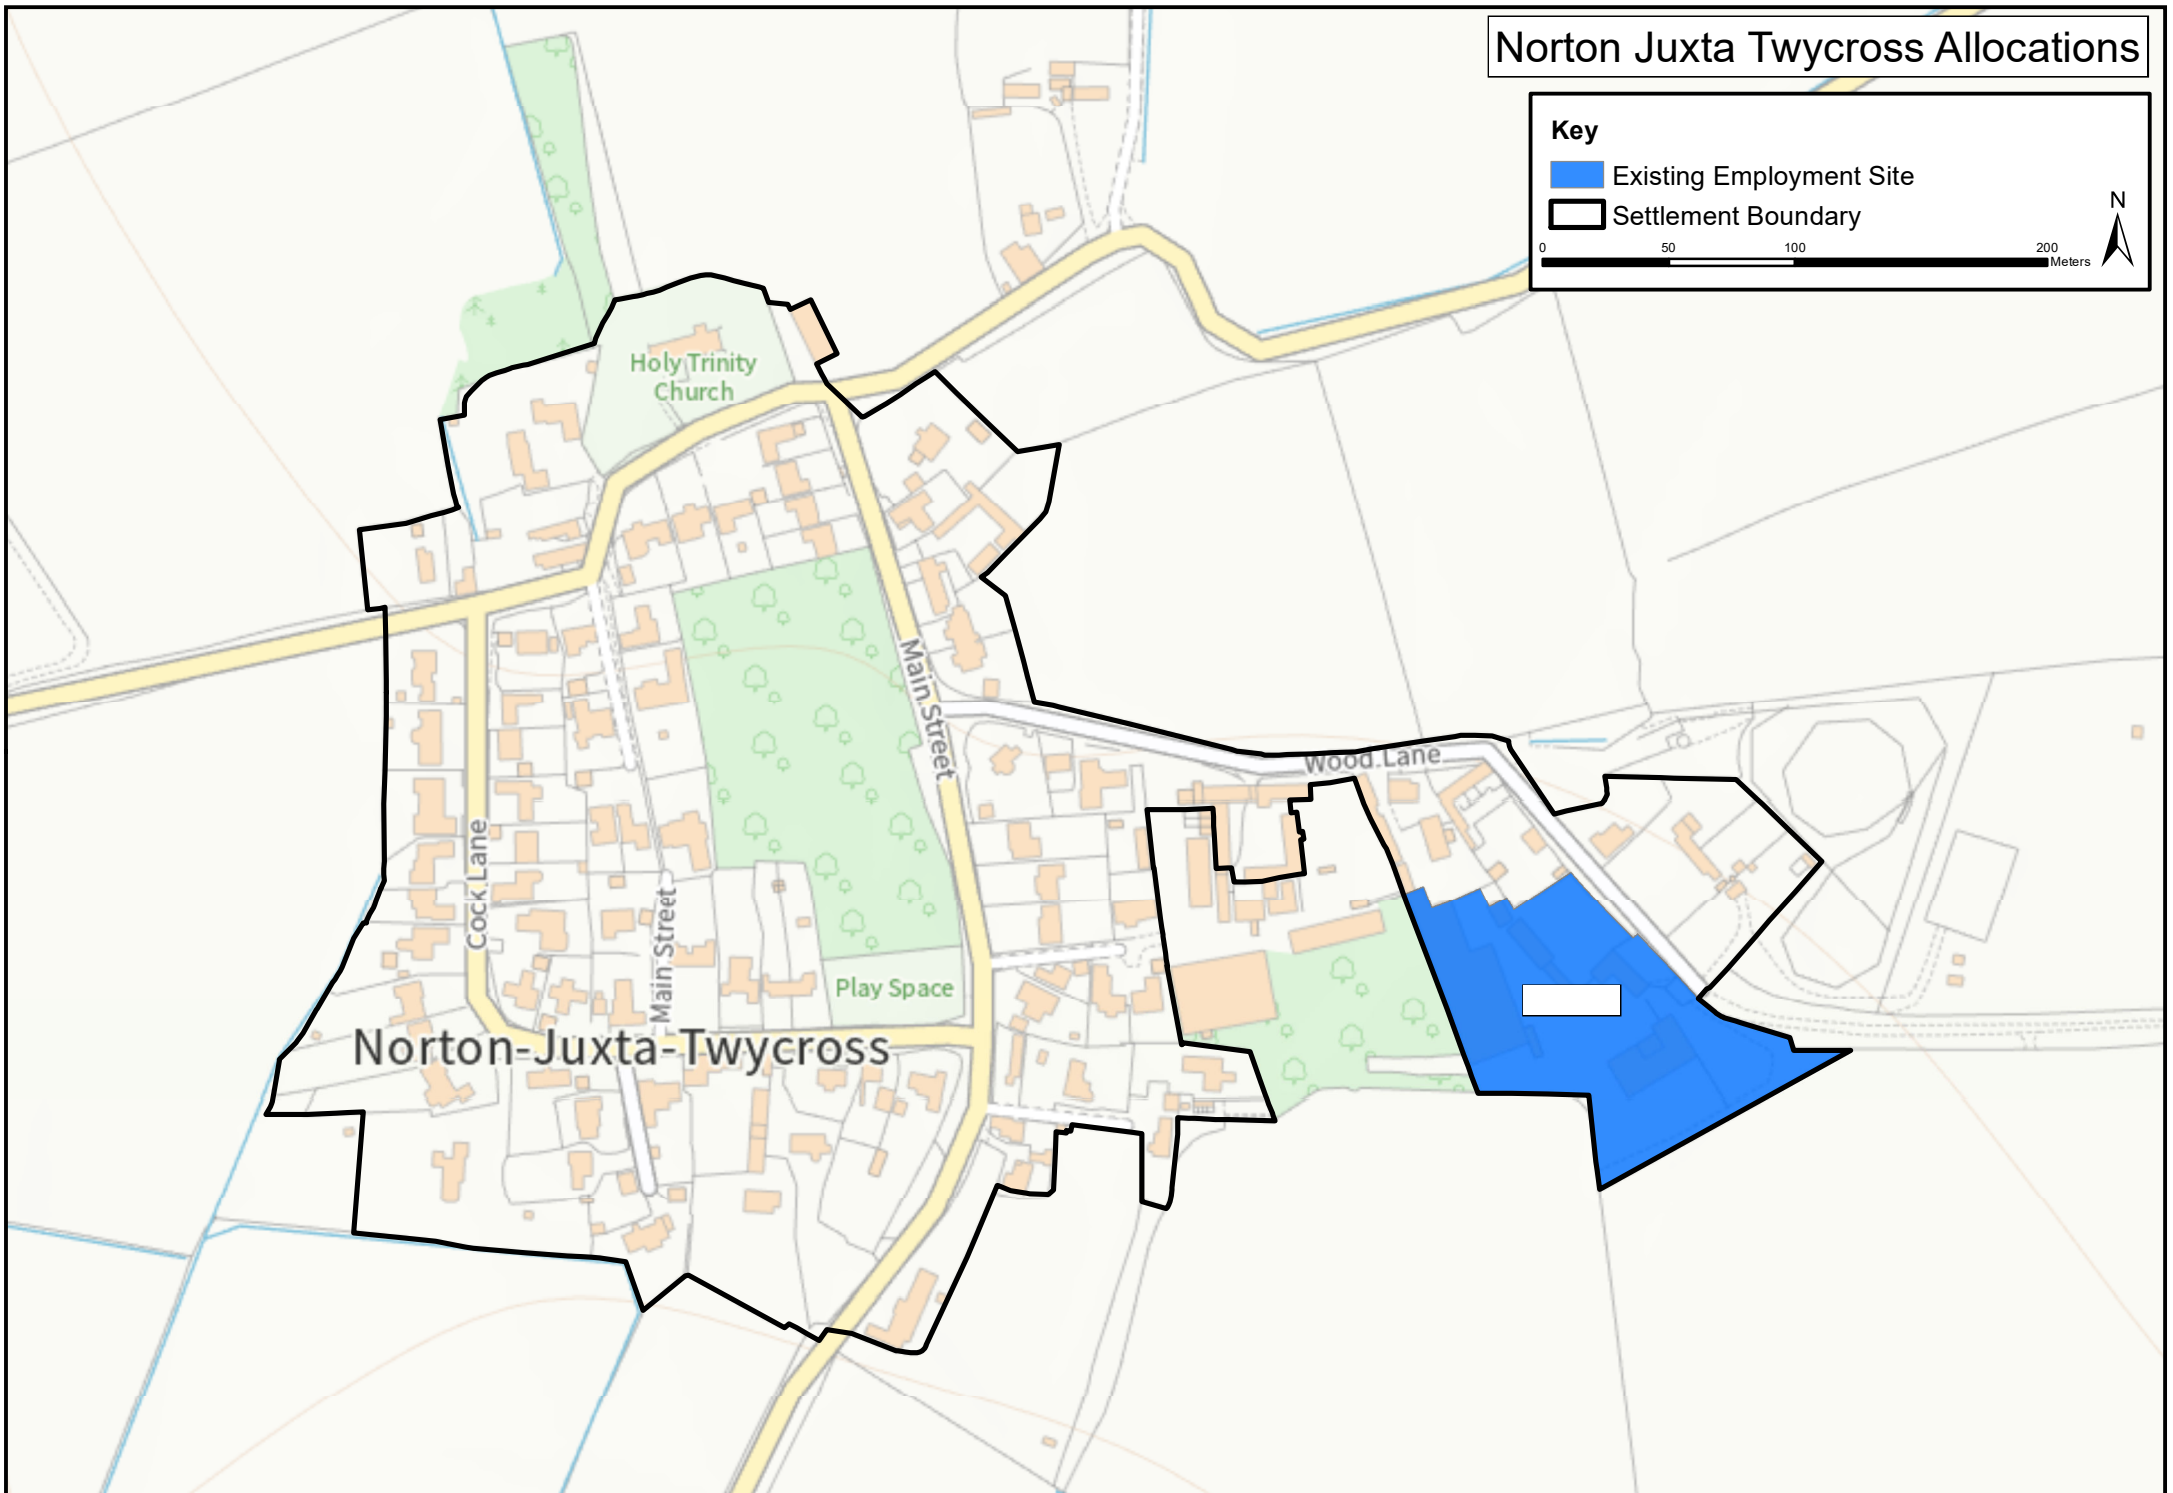 Norton Juxta Twycross Allocations
Key
Existing Employment Site
Settlement Boundary
N
0 50 100 200
Meters
Holy Trinity
Church
Main Street
Wood Lane
Cock Lane
Main Street
Play Space
Norton-Juxta-Twycross